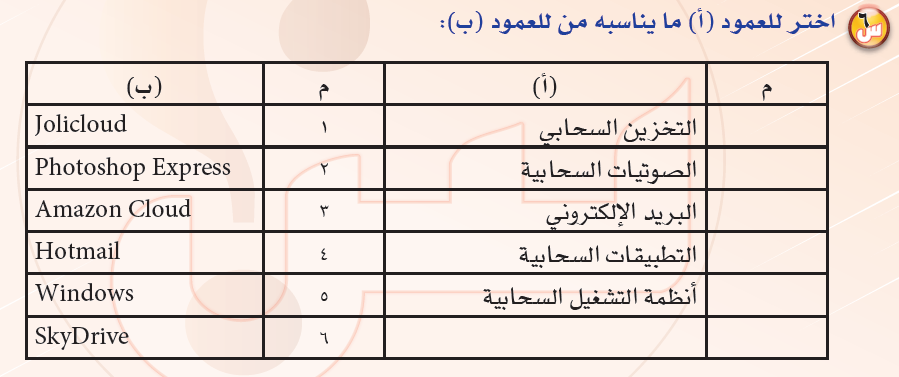 س٦ اختر للعمود (أ) ما يناسبه من للعمود (ب):
م (أ) م (ب)
التخزين السحابي ١ Jolicloud
الصوتيات السحابية ٢ Photoshop Express
البريد الإلكتروني ٣ Amazon Cloud
التطبيقات السحابية ٤ Hotmail
أنظمة التشغيل السحابية ٥ Windows
٦ SkyDrive